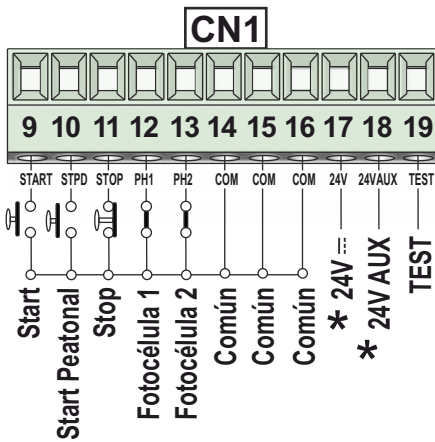 CN1
9 10 11 12 13 14 15 16 17 18 19
START STPD STOP PH1 PH2 COM COM COM 24V 24VAUX TEST
Start
Start Peatonal
Stop
Fotocélula 1
Fotocélula 2
Común
Común
Común
* 24V ⎓
* 24V AUX
TEST